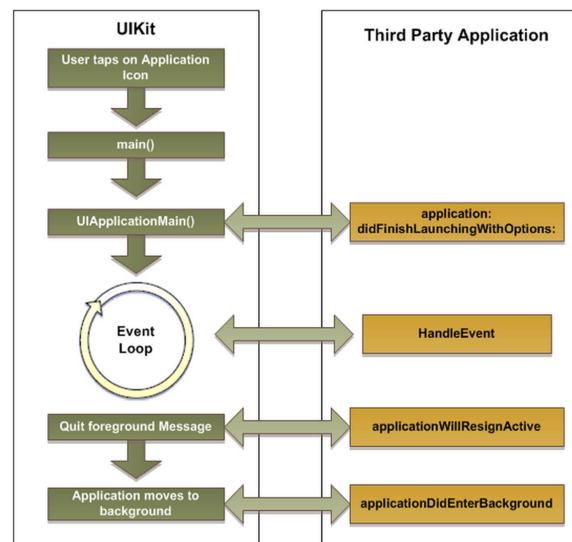 UIKit
User taps on Application
Icon
main()
UIApplicationMain()
Event
Loop
Quit foreground Message
Application moves to
background
Third Party Application
application:
didFinishLaunchingWithOptions:
HandleEvent
applicationWillResignActive
applicationDidEnterBackground